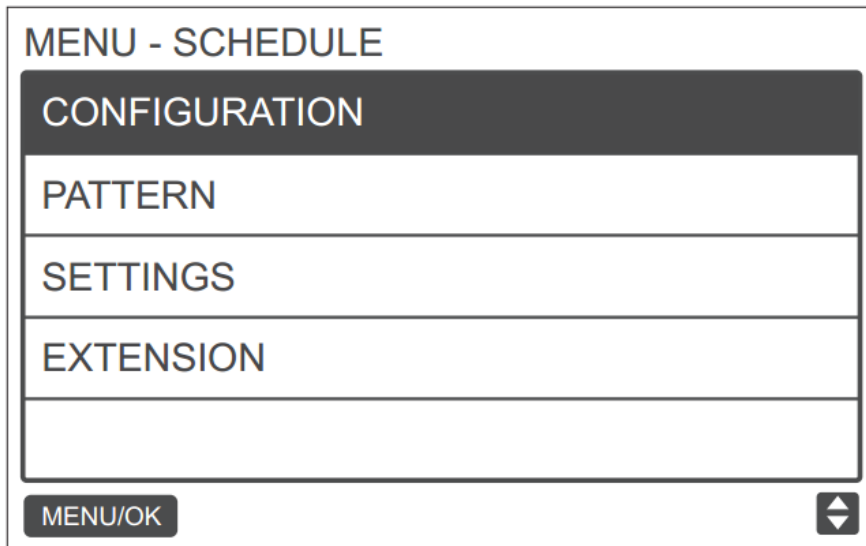 MENU - SCHEDULE
CONFIGURATION
PATTERN
SETTINGS
EXTENSION
MENU/OK